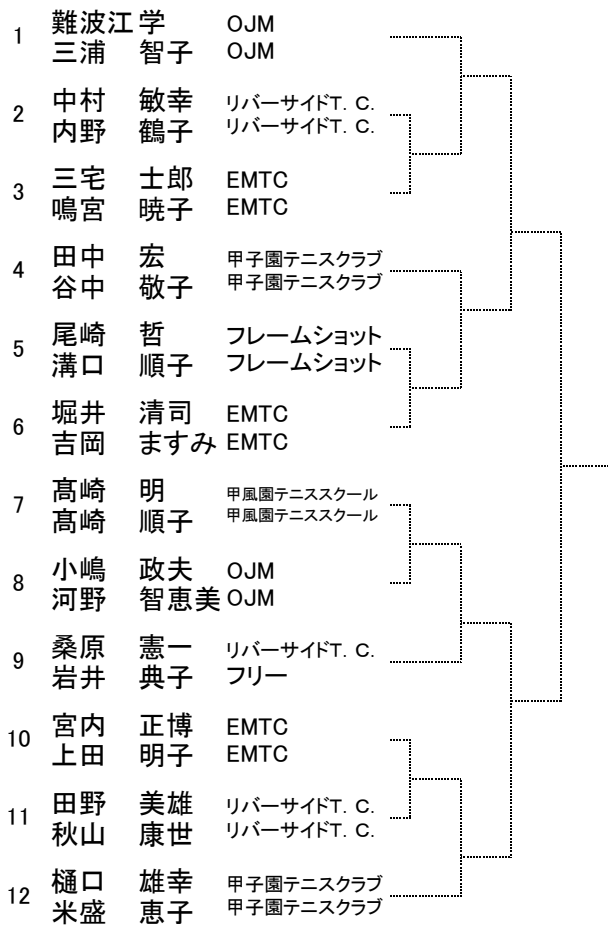 1 難波江 学 OJM
三浦 智子 OJM
2 中村 敏幸 リバーサイドT. C.
内野 鶴子 リバーサイドT. C.
3 三宅 士郎 EMTC
鳴宮 暁子 EMTC
4 田中 宏 甲子園テニスクラブ
谷中 敬子 甲子園テニスクラブ
5 尾崎 哲 フレームショット
溝口 順子 フレームショット
6 堀井 清司 EMTC
吉岡 ますみ EMTC
7 髙崎 明 甲風園テニススクール
髙崎 順子 甲風園テニススクール
8 小嶋 政夫 OJM
河野 智恵美 OJM
9 桑原 憲一 リバーサイドT. C.
岩井 典子 フリー
10 宮内 正博 EMTC
上田 明子 EMTC
11 田野 美雄 リバーサイドT. C.
秋山 康世 リバーサイドT. C.
12 樋口 雄幸 甲子園テニスクラブ
米盛 恵子 甲子園テニスクラブ